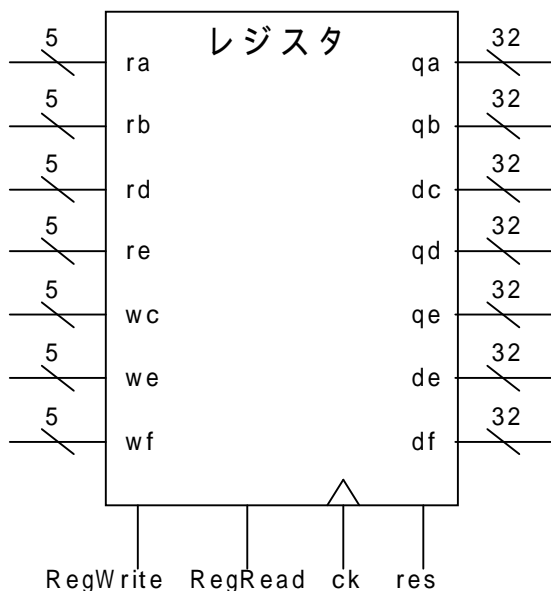 レジスタ
5 ra qa 32
5 rb qb 32
5 rd dc 32
5 re qd 32
5 wc qe 32
5 we de 32
5 wf df 32
RegWrite RegRead ck res